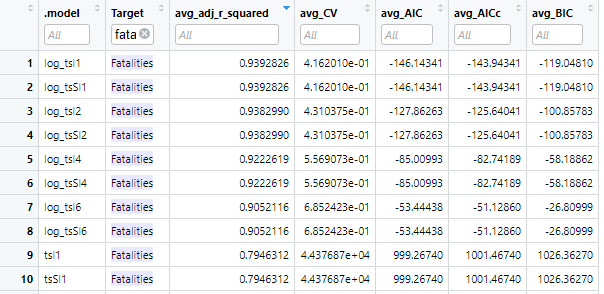 .model Target avg_adj_r_squared avg_CV avg_AIC avg_AICc avg_BIC
All fata All All All All All
1 log_tsl1 Fatalities 0.9392826 4.162010e-01 -146.14341 -143.94341 -119.04810
2 log_tsSl1 Fatalities 0.9392826 4.162010e-01 -146.14341 -143.94341 -119.04810
3 log_tsl2 Fatalities 0.9382990 4.310375e-01 -127.86263 -125.64041 -100.85783
4 log_tsSl2 Fatalities 0.9382990 4.310375e-01 -127.86263 -125.64041 -100.85783
5 log_tsl4 Fatalities 0.9222619 5.569073e-01 -85.00993 -82.74189 -58.18862
6 log_tsSl4 Fatalities 0.9222619 5.569073e-01 -85.00993 -82.74189 -58.18862
7 log_tsl6 Fatalities 0.9052116 6.852423e-01 -53.44438 -51.12860 -26.80999
8 log_tsSl6 Fatalities 0.9052116 6.852423e-01 -53.44438 -51.12860 -26.80999
9 tsl1 Fatalities 0.7946312 4.437687e+04 999.26740 1001.46740 1026.36270
10 tsSl1 Fatalities 0.7946312 4.437687e+04 999.26740 1001.46740 1026.36270